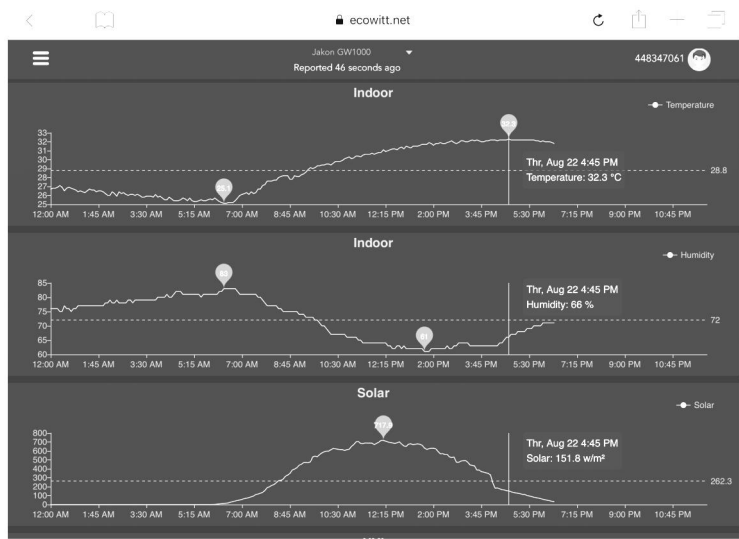 ecowitt.net
Jakon GW1000
Reported 46 seconds ago
448347061
Indoor
Temperature
32.3
33
31
30
29
28
27
26
25
25.1
Thr, Aug 22 4:45 PM
Temperature: 32.3 °C
28.8
12:00 AM 1:45 AM 3:30 AM 5:15 AM 7:00 AM 8:45 AM 10:30 AM 12:15 PM 2:00 PM 3:45 PM 5:30 PM 7:15 PM 9:00 PM 10:45 PM
Indoor
Humidity
83
85
80
75
70
65
60
61
Thr, Aug 22 4:45 PM
Humidity: 66 %
72
12:00 AM 1:45 AM 3:30 AM 5:15 AM 7:00 AM 8:45 AM 10:30 AM 12:15 PM 2:00 PM 3:45 PM 5:30 PM 7:15 PM 9:00 PM 10:45 PM
Solar
Solar
717.9
800
700
600
500
400
300
200
100
0
Thr, Aug 22 4:45 PM
Solar: 151.8 w/m²
262.3
12:00 AM 1:45 AM 3:30 AM 5:15 AM 7:00 AM 8:45 AM 10:30 AM 12:15 PM 2:00 PM 3:45 PM 5:30 PM 7:15 PM 9:00 PM 10:45 PM